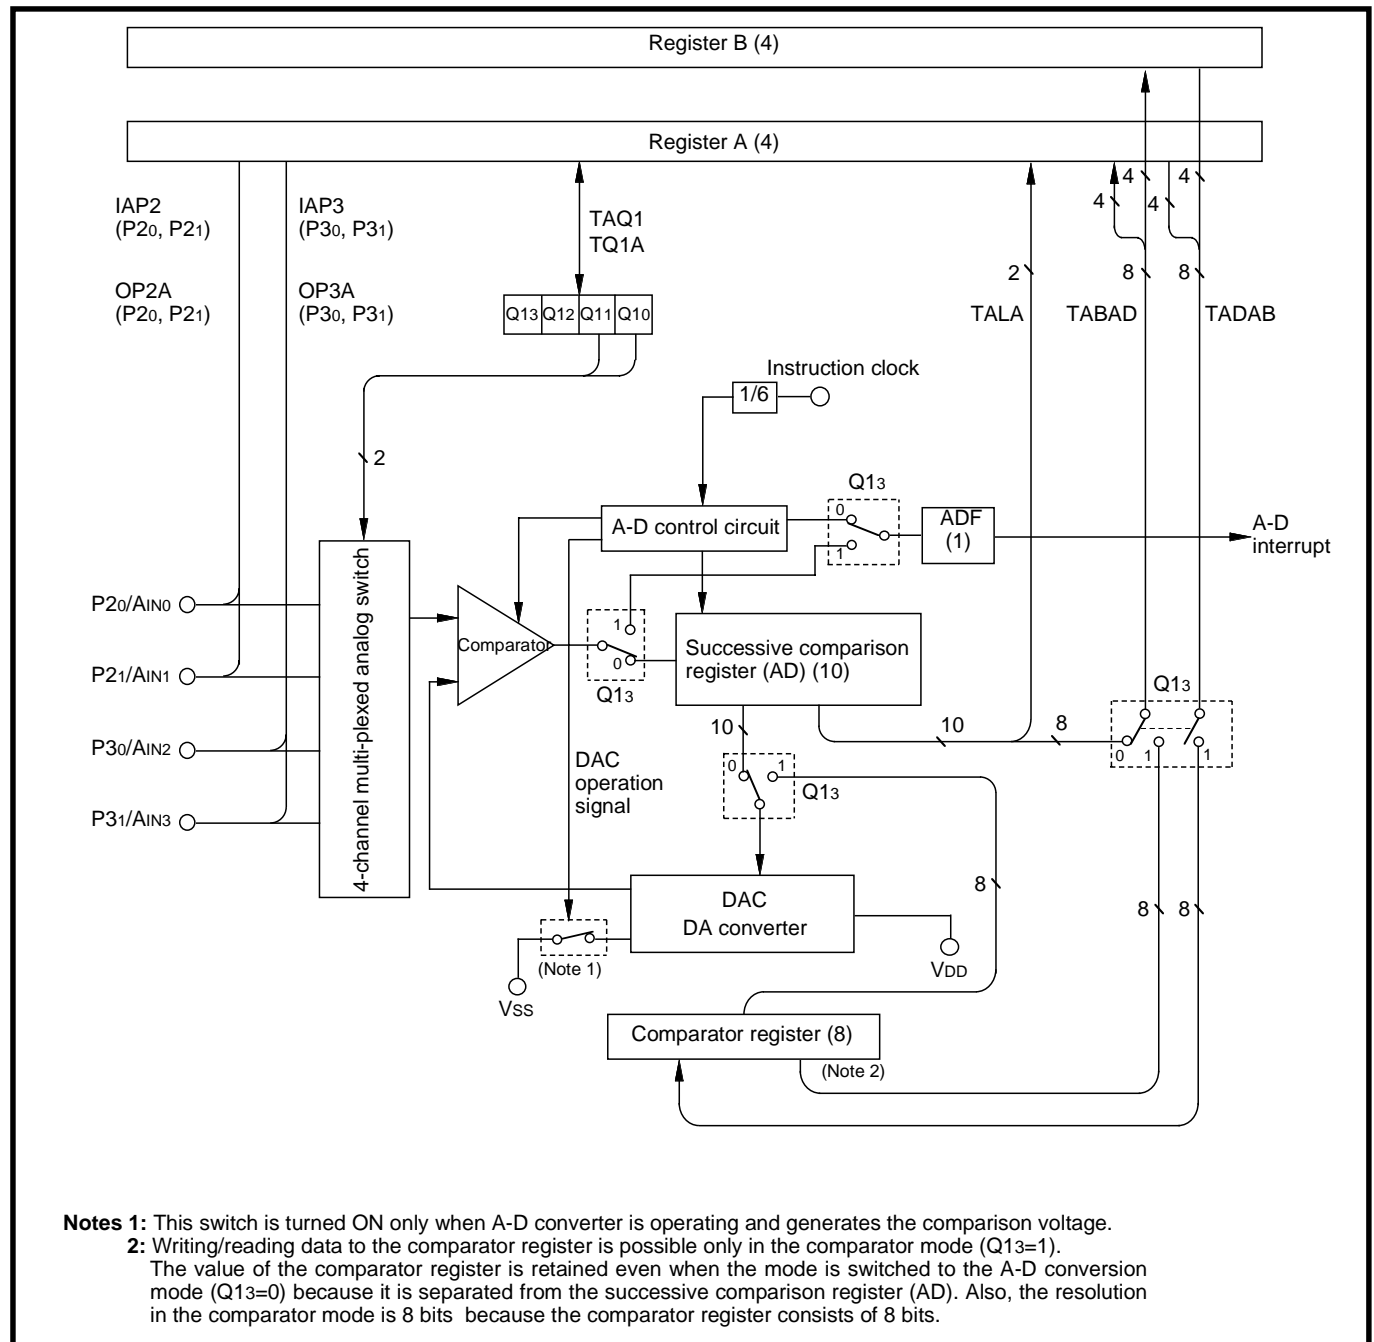 Register B (4)
Register A (4)
IAP2
(P20, P21)
IAP3
(P30, P31)
TAQ1
TQ1A
OP2A
(P20, P21)
OP3A
(P30, P31)
Q13 Q12 Q11 Q10
4
4
4
4
2
8
8
TALA
TABAD
TADAB
Instruction clock
1/6
2
Q13
0
1
A-D control circuit
ADF
(1)
A-D
interrupt
4-channel multi-plexed analog switch
P20/AIN0
P21/AIN1
P30/AIN2
P31/AIN3
Comparator
1
0
Q13
Successive comparison
register (AD) (10)
Q13
0
1
1
10
10
8
DAC
operation
signal
0
1
Q13
8
8
8
DAC
DA converter
(Note 1)
VSS
VDD
Comparator register (8)
(Note 2)
Notes 1: This switch is turned ON only when A-D converter is operating and generates the comparison voltage.
2: Writing/reading data to the comparator register is possible only in the comparator mode (Q13=1).
The value of the comparator register is retained even when the mode is switched to the A-D conversion
mode (Q13=0) because it is separated from the successive comparison register (AD). Also, the resolution
in the comparator mode is 8 bits because the comparator register consists of 8 bits.